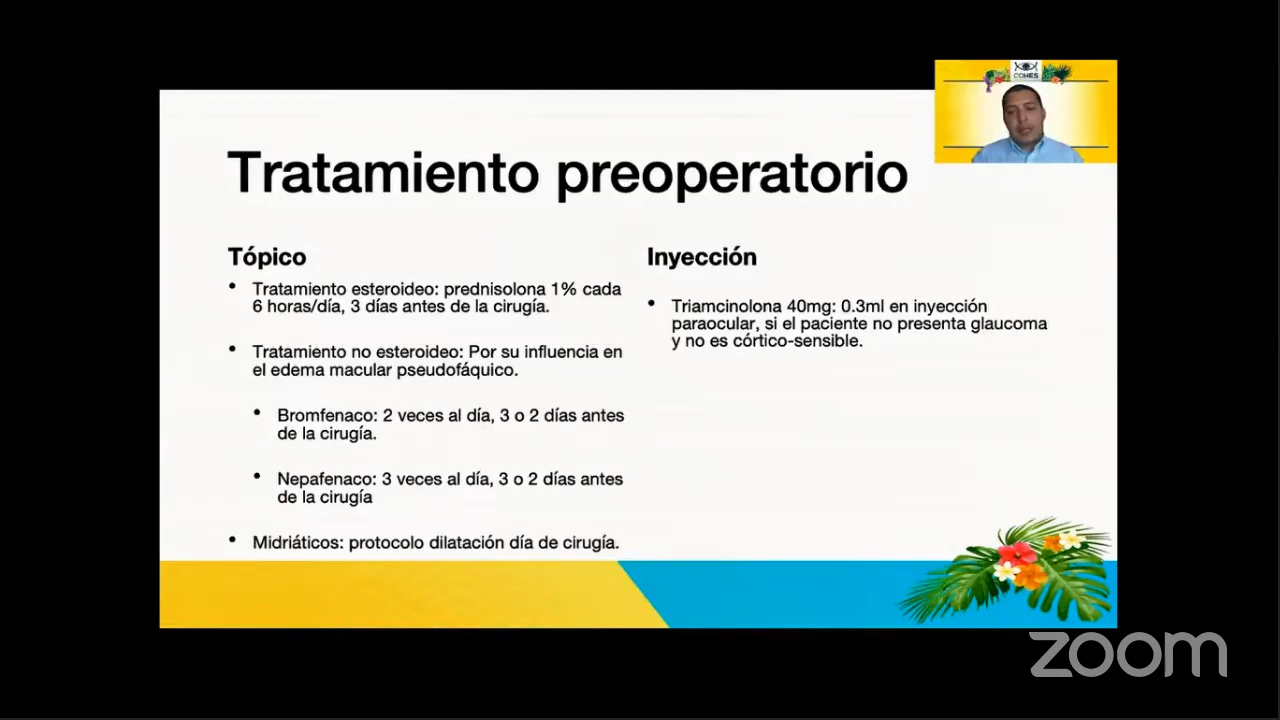 COHES
Tratamiento preoperatorio
Tópico
• Tratamiento esteroideo: prednisolona 1% cada
6 horas/día, 3 días antes de la cirugía.
• Tratamiento no esteroideo: Por su influencia en
el edema macular pseudofáquico.
• Bromfenaco: 2 veces al día, 3 o 2 días antes
de la cirugía.
• Nepafenaco: 3 veces al día, 3 o 2 días antes
de la cirugía
• Midriáticos: protocolo dilatación día de cirugía.
Inyección
• Triamcinolona 40mg: 0.3ml en inyección
paraocular, si el paciente no presenta glaucoma
y no es córtico-sensible.
zoom